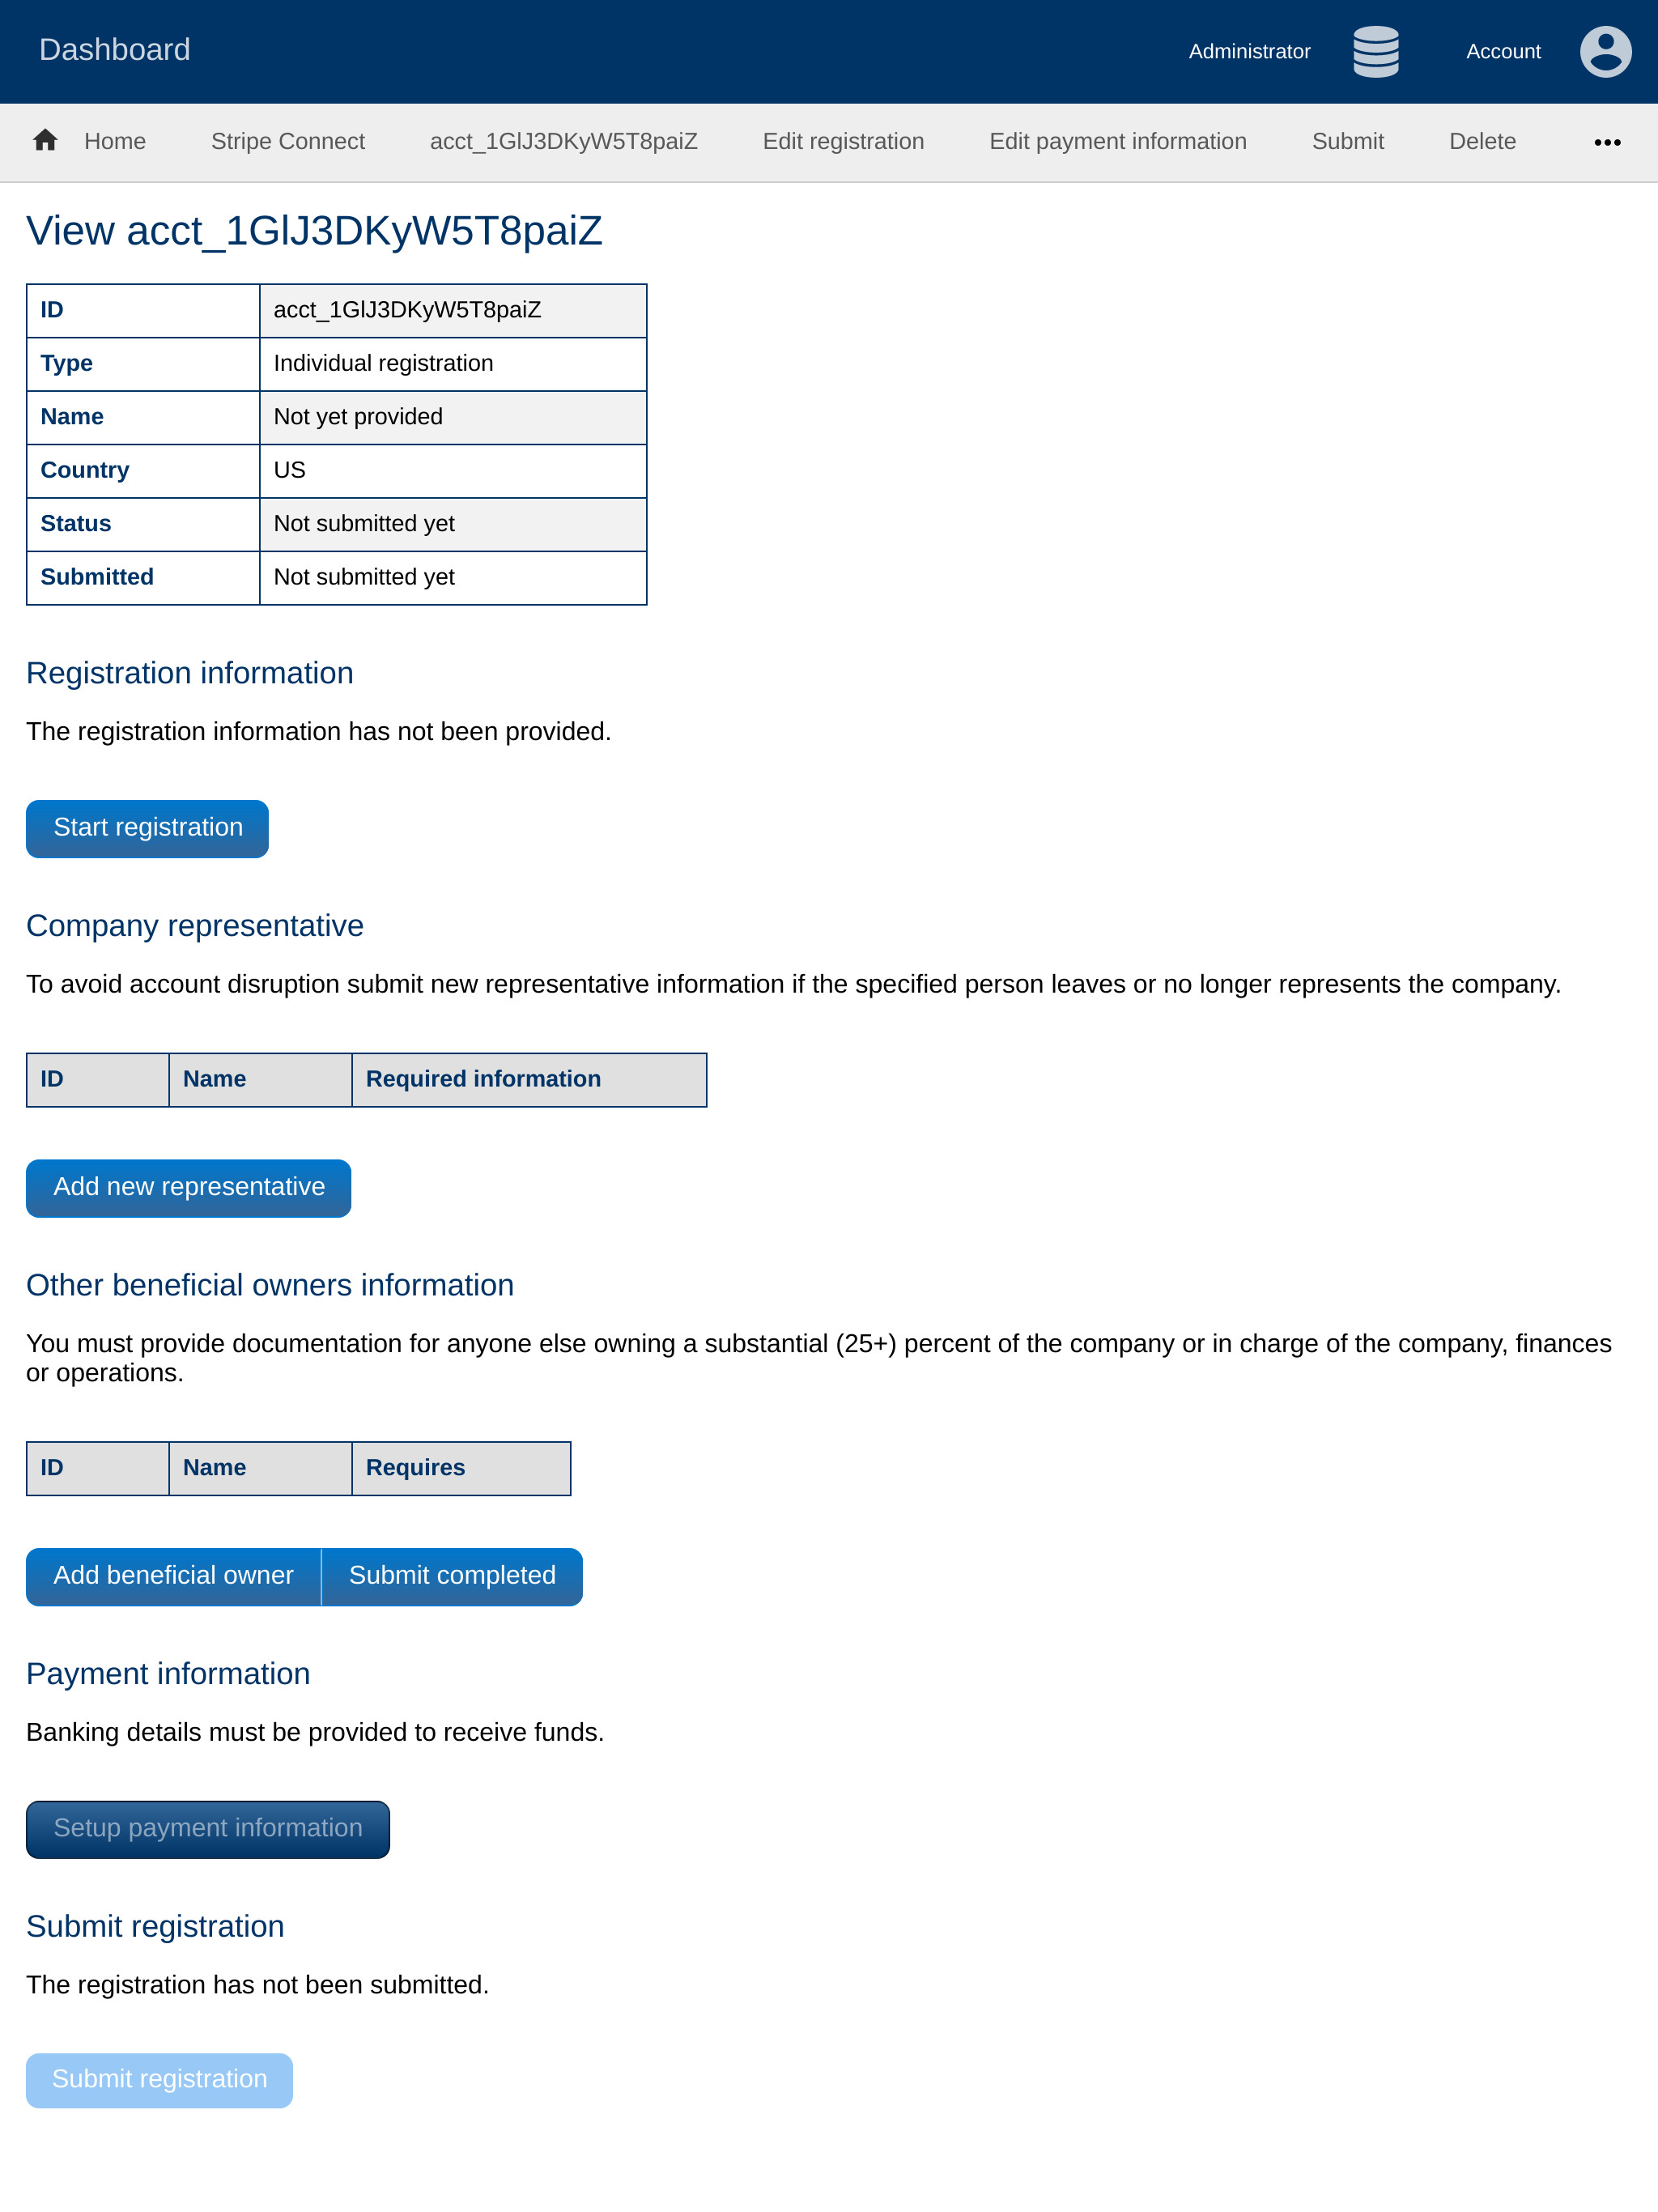 Dashboard
Administrator
Account
Home
Stripe Connect
acct_1GlJ3DKyW5T8paiZ
Edit registration
Edit payment information
Submit
Delete
•••
View acct_1GlJ3DKyW5T8paiZ
ID acct_1GlJ3DKyW5T8paiZ
Type Individual registration
Name Not yet provided
Country US
Status Not submitted yet
Submitted Not submitted yet
Registration information
The registration information has not been provided.
Start registration
Company representative
To avoid account disruption submit new representative information if the specified person leaves or no longer represents the company.
ID Name Required information
Add new representative
Other beneficial owners information
You must provide documentation for anyone else owning a substantial (25+) percent of the company or in charge of the company, finances
or operations.
ID Name Requires
Add beneficial owner Submit completed
Payment information
Banking details must be provided to receive funds.
Setup payment information
Submit registration
The registration has not been submitted.
Submit registration